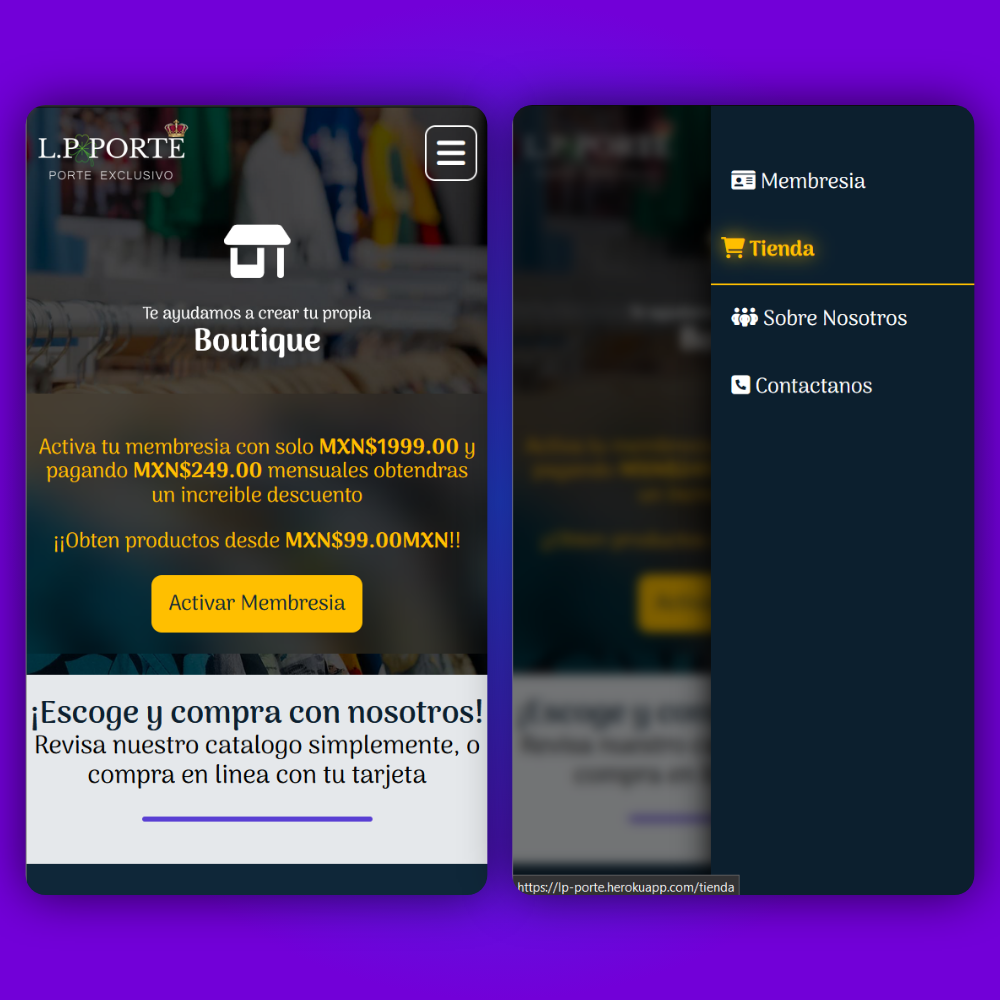 L.P PORTE
PORTE EXCLUSIVO
Te ayudamos a crear tu propia
Boutique
Activa tu membresia con solo MXN$1999.00 y
pagando MXN$249.00 mensuales obtendras
un increible descuento
¡¡Obten productos desde MXN$99.00MXN!!
Activar Membresia
¡Escoge y compra con nosotros!
Revisa nuestro catalogo simplemente, o
compra en linea con tu tarjeta
Membresia
Tienda
Sobre Nosotros
Contactanos
https://lp-porte.herokuapp.com/tienda